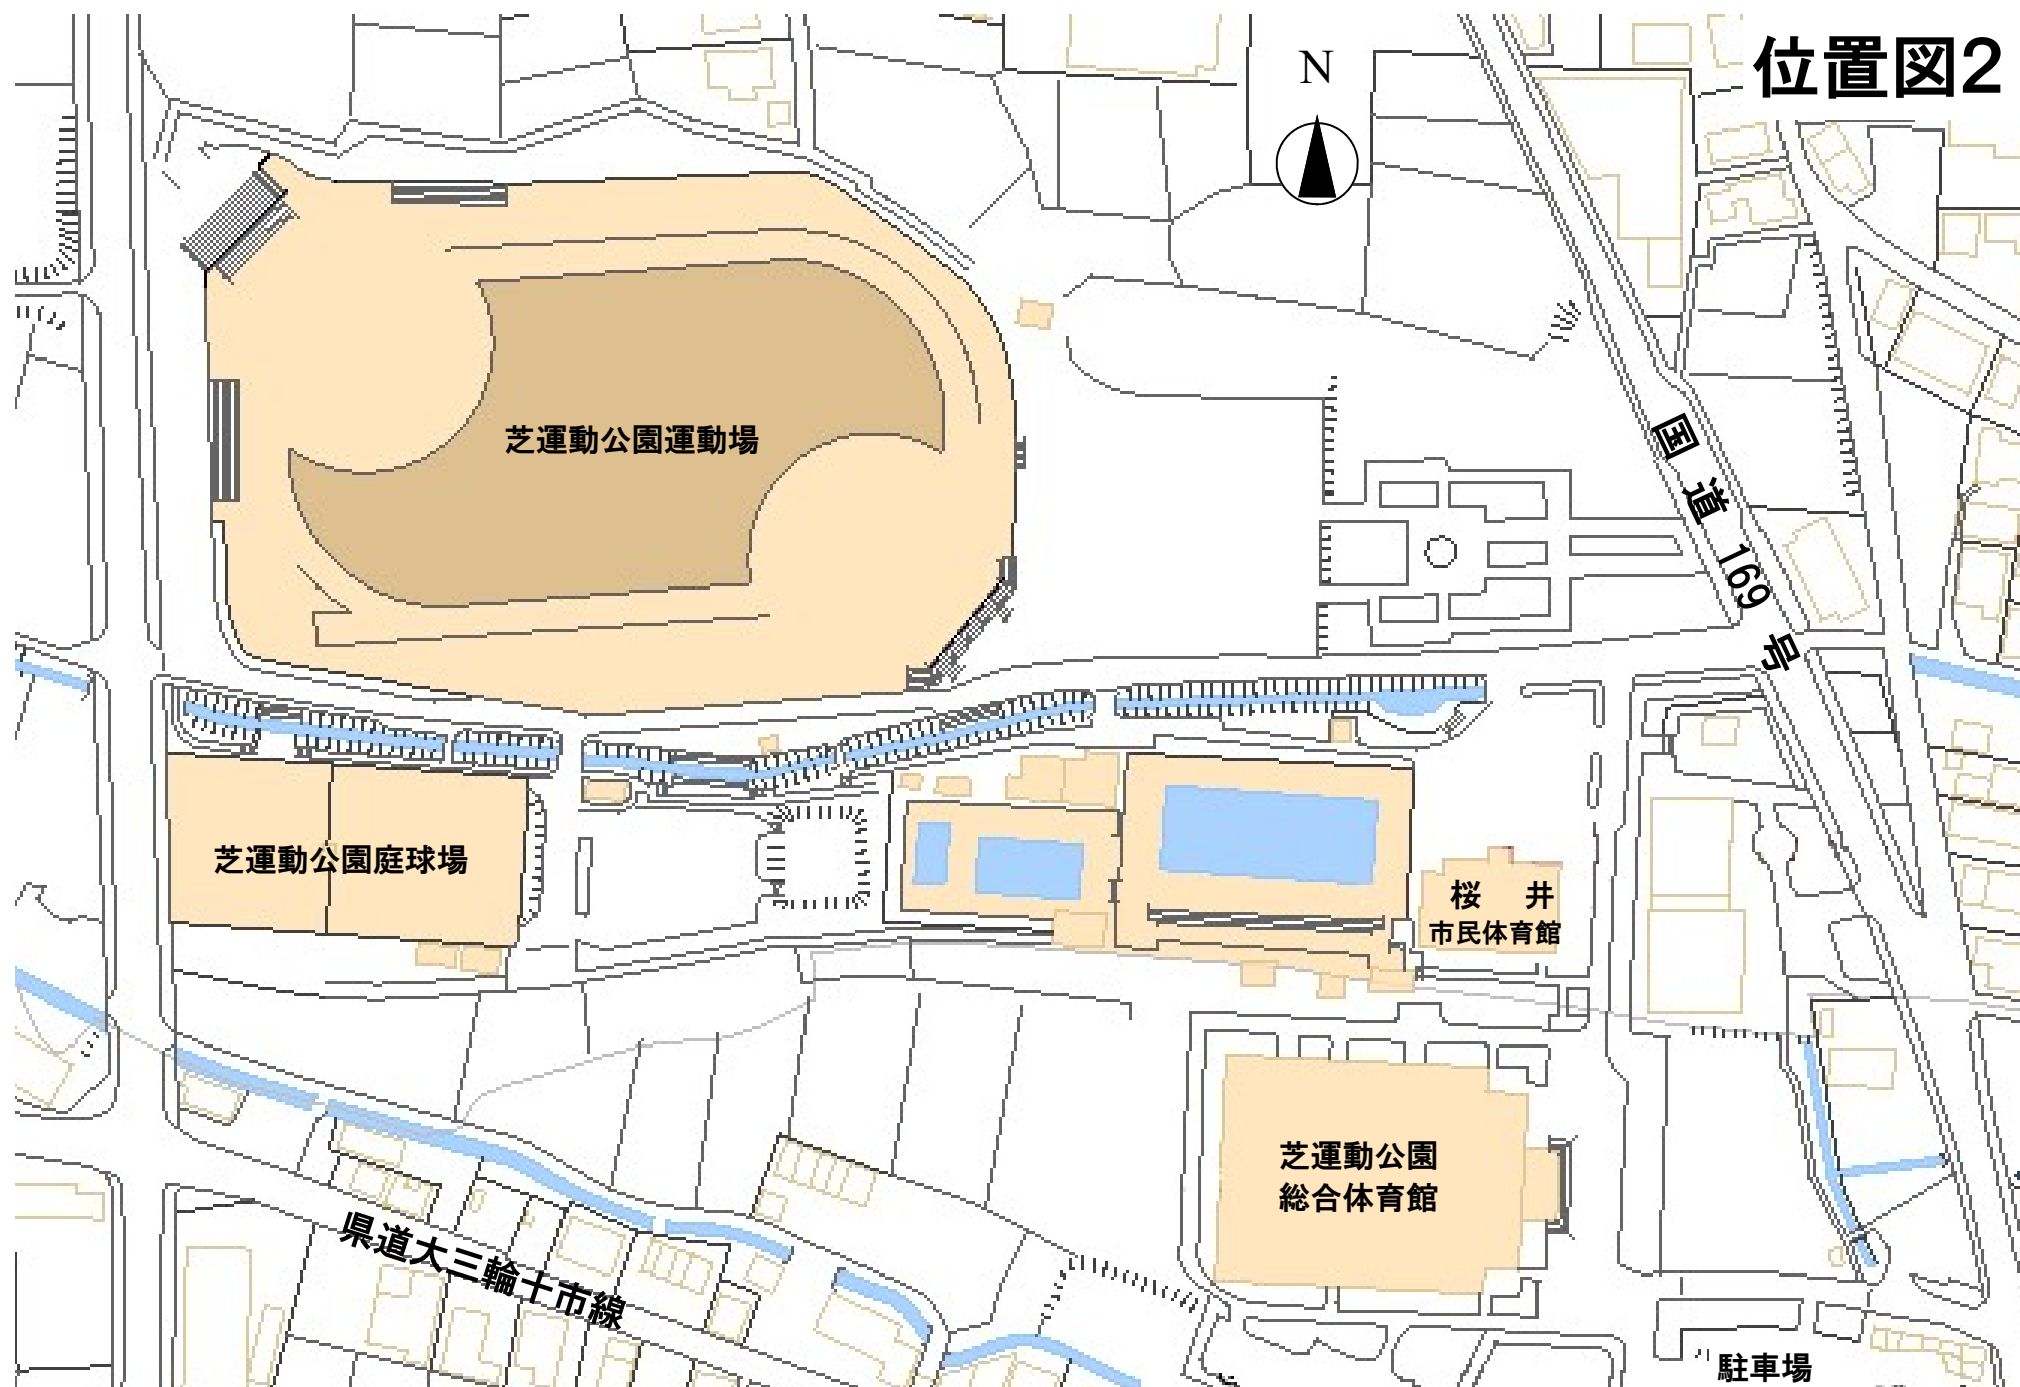 位置図2
N
芝運動公園運動場
国道169号
芝運動公園庭球場
桜　井
市民体育館
芝運動公園
総合体育館
県道大三輪十市線
駐車場